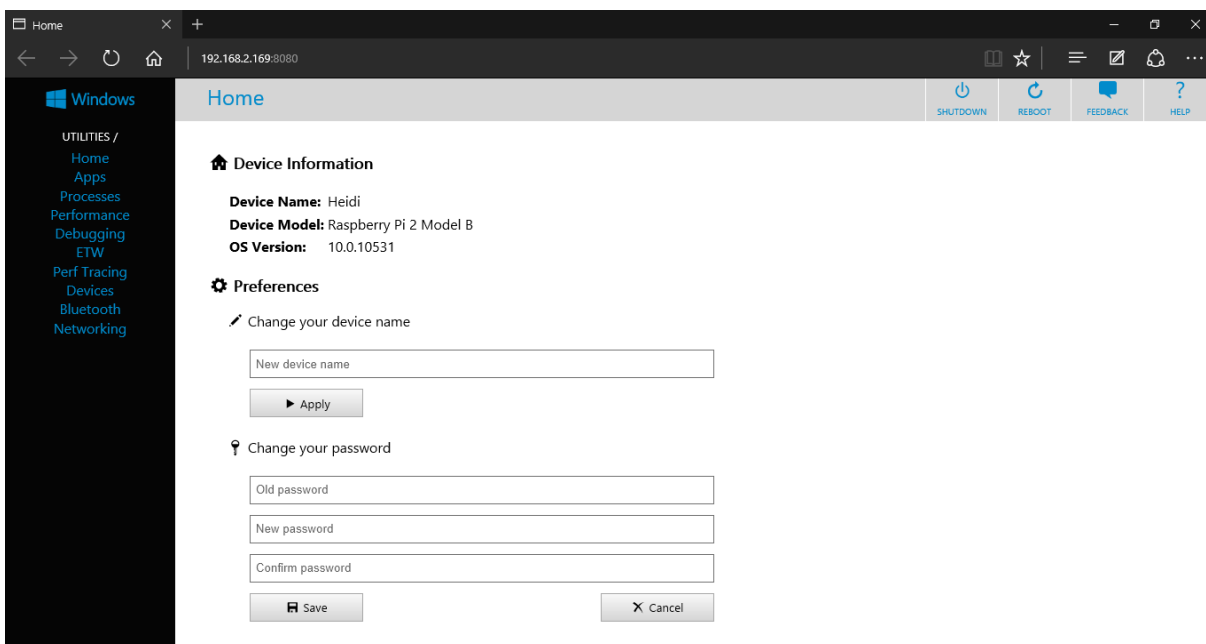 Home
192.168.2.169:8080
Windows
Home
SHUTDOWN
REBOOT
FEEDBACK
HELP
UTILITIES /
Home
Apps
Processes
Performance
Debugging
ETW
Perf Tracing
Devices
Bluetooth
Networking
Device Information
Device Name: Heidi
Device Model: Raspberry Pi 2 Model B
OS Version: 10.0.10531
Preferences
Change your device name
New device name
Apply
Change your password
Old password
New password
Confirm password
Save
Cancel